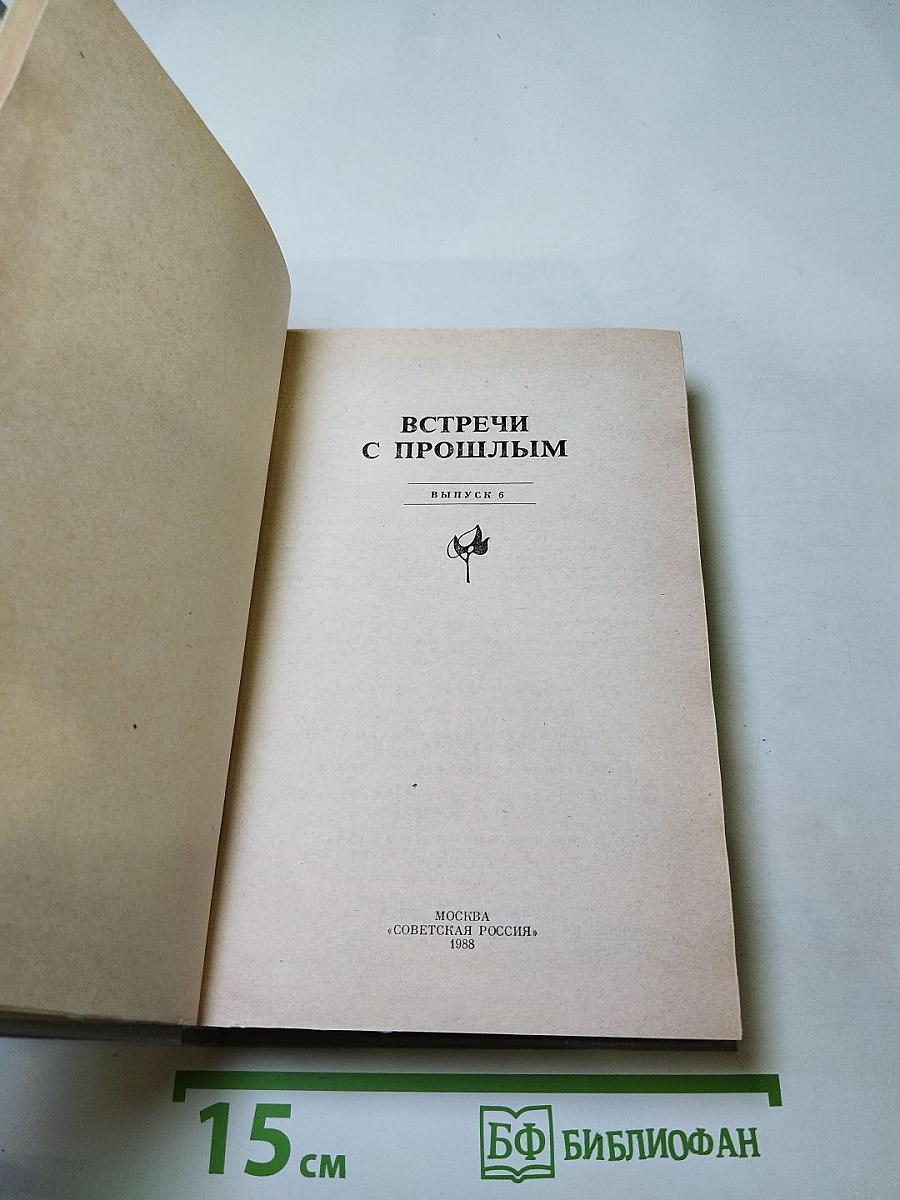 ВСТРЕЧИ
С ПРОШЛЫМ
ВЫПУСК 6
МОСКВА
«СОВЕТСКАЯ РОССИЯ»
1988
15 СМ
БФ БИБЛИОФАН